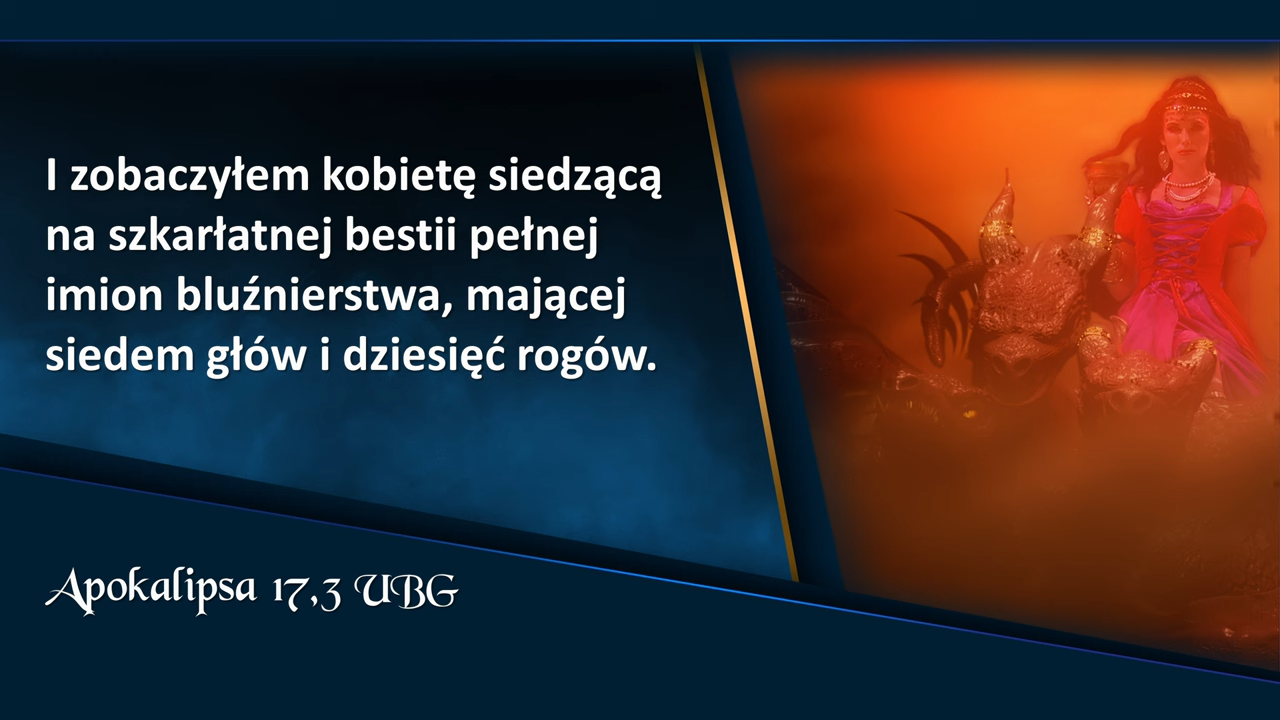 I zobaczyłem kobietę siedzącą
na szkarłatnej bestii pełnej
imion bluźnierstwa, mającej
siedem głów i dziesięć rogów.
Apokalipsa 17,3 UBG